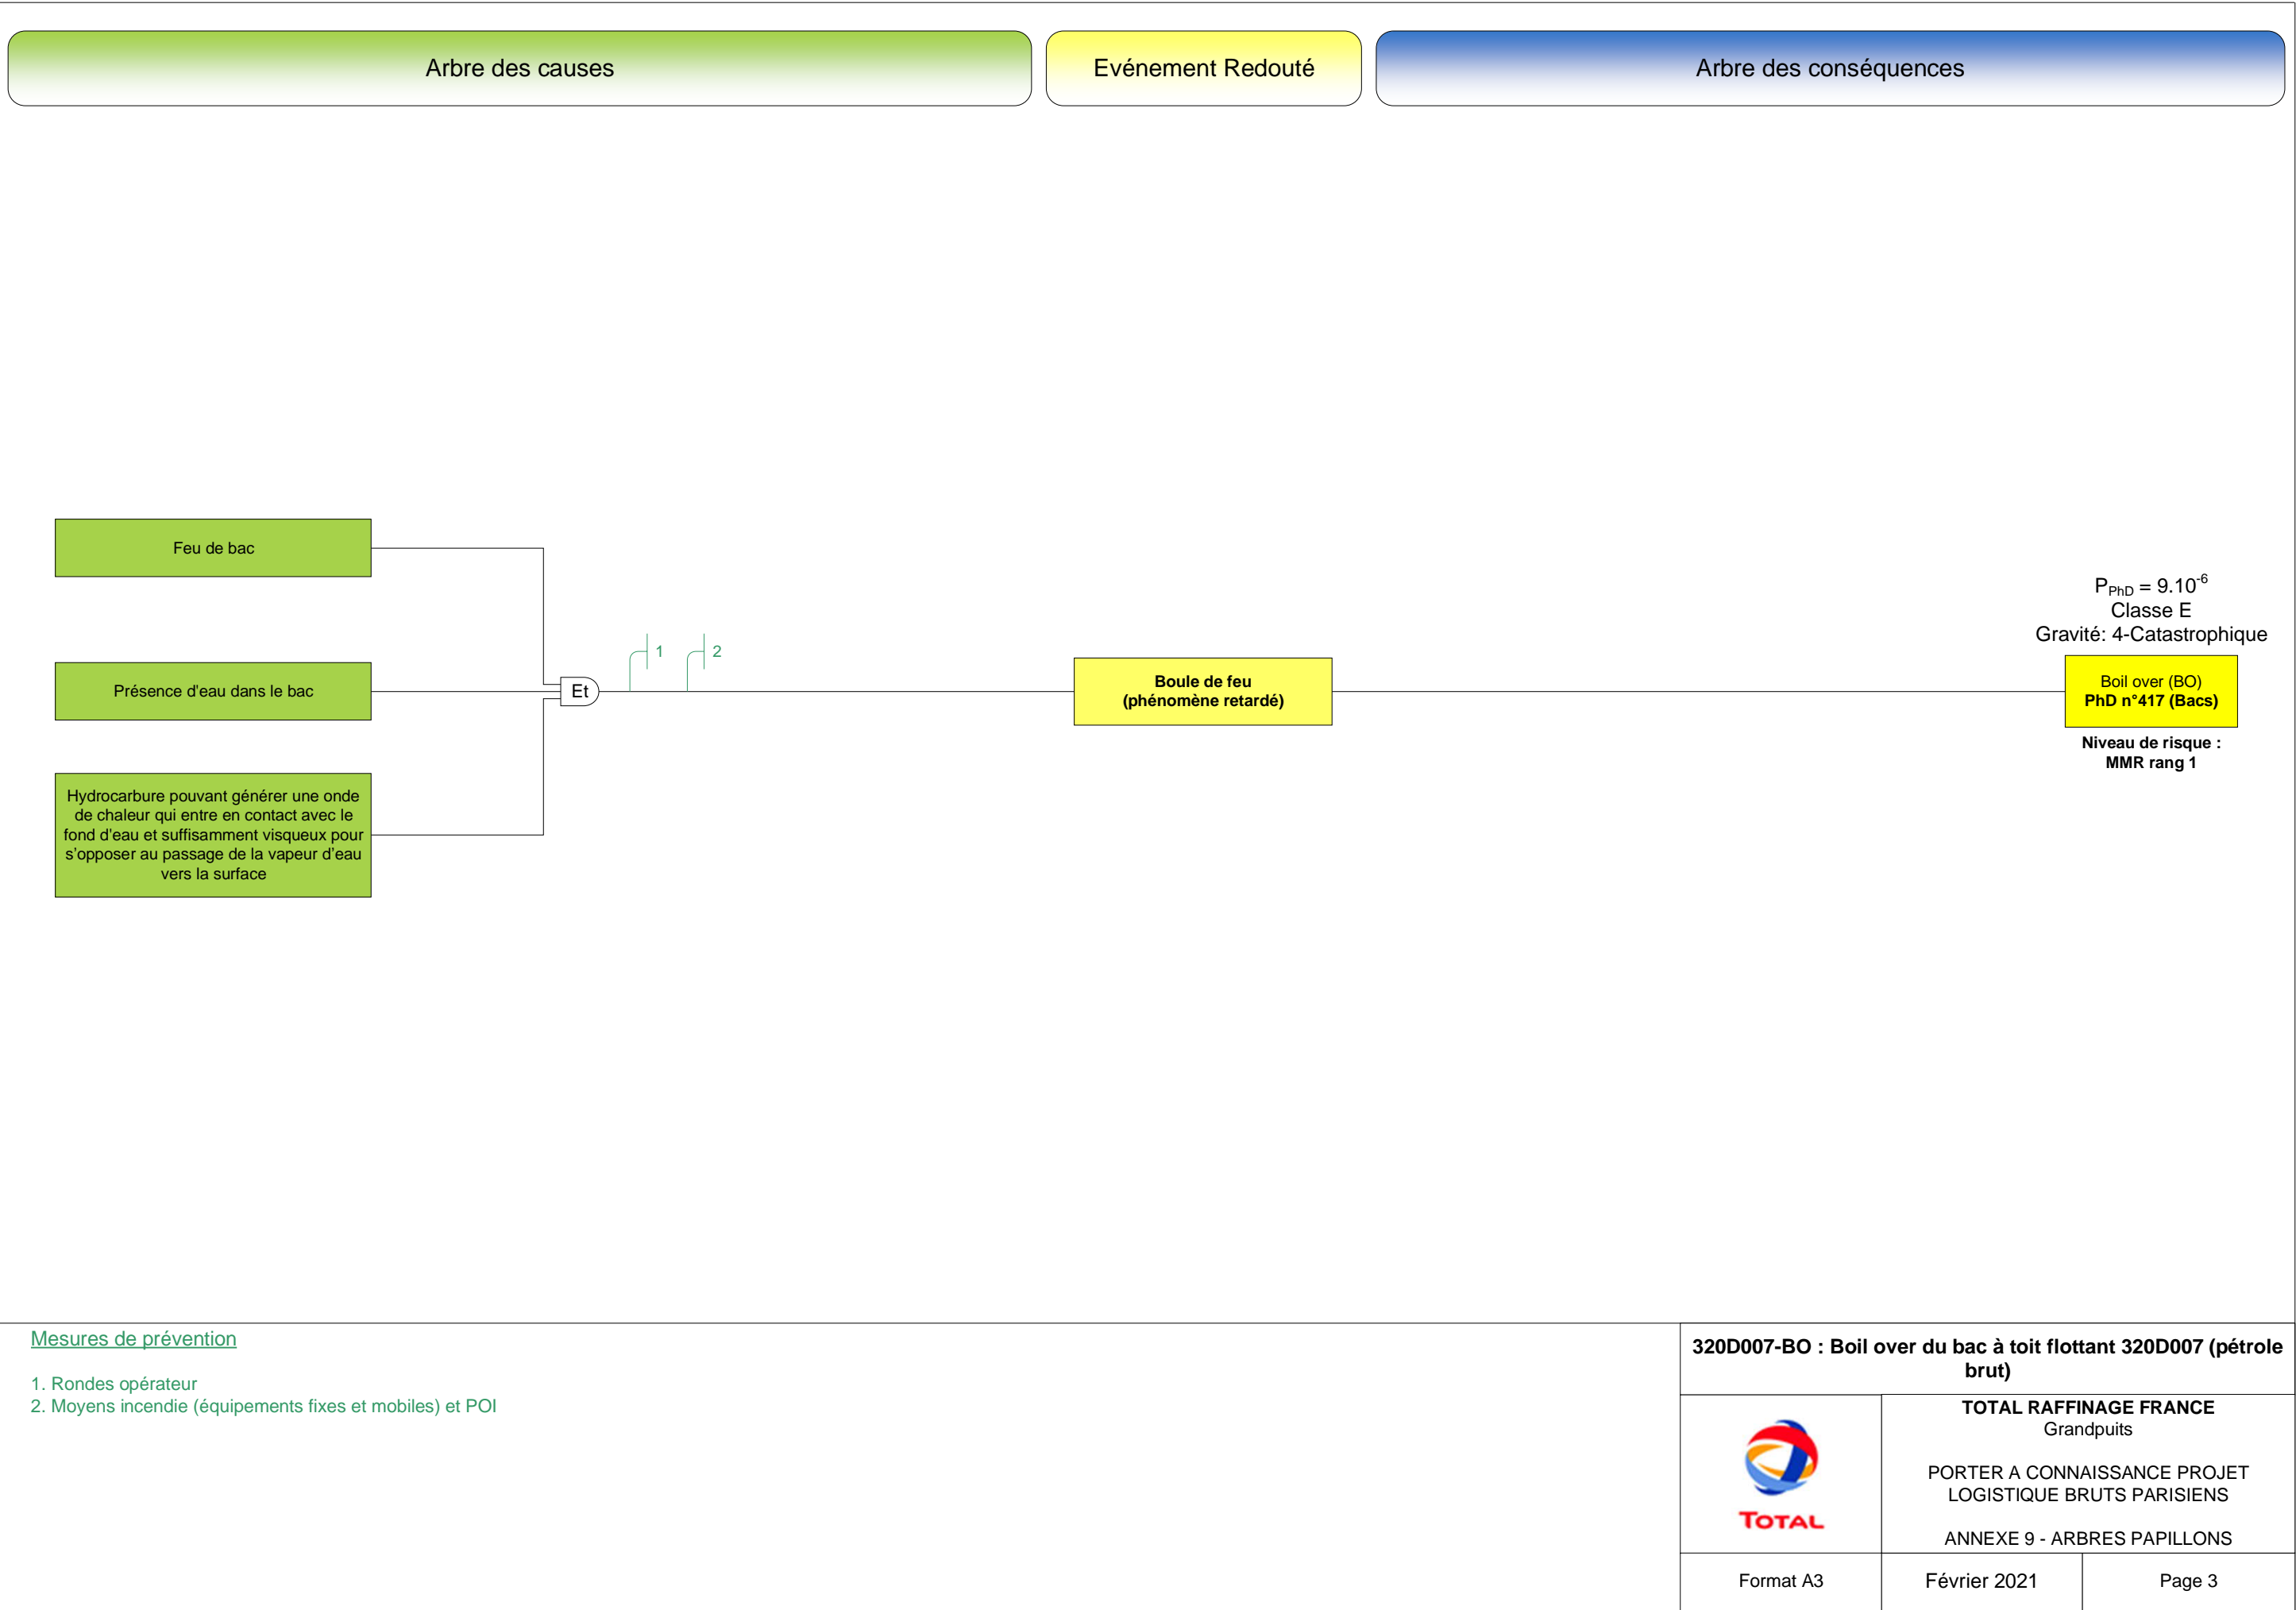 Arbre des causes
Evénement Redouté
Arbre des conséquences
Feu de bac
Présence d'eau dans le bac
Hydrocarbure pouvant générer une onde
de chaleur qui entre en contact avec le
fond d'eau et suffisamment visqueux pour
s'opposer au passage de la vapeur d'eau
vers la surface
Et
1
2
Boule de feu
(phénomène retardé)
PPhD = 9.10-6
Classe E
Gravité: 4-Catastrophique
Boil over (BO)
PhD n°417 (Bacs)
Niveau de risque :
MMR rang 1
Mesures de prévention
1. Rondes opérateur
2. Moyens incendie (équipements fixes et mobiles) et POI
320D007-BO : Boil over du bac à toit flottant 320D007 (pétrole
brut)
TOTAL
TOTAL RAFFINAGE FRANCE
Grandpuits
PORTER A CONNAISSANCE PROJET
LOGISTIQUE BRUTS PARISIENS
ANNEXE 9 - ARBRES PAPILLONS
Format A3
Février 2021
Page 3